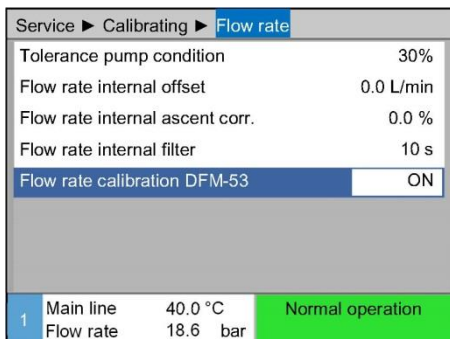 Service ► Calibrating ► Flow rate
Tolerance pump condition 30%
Flow rate internal offset 0.0 L/min
Flow rate internal ascent corr. 0.0 %
Flow rate internal filter 10 s
Flow rate calibration DFM-53 ON
1 Main line 40.0 °C Normal operation
Flow rate 18.6 bar